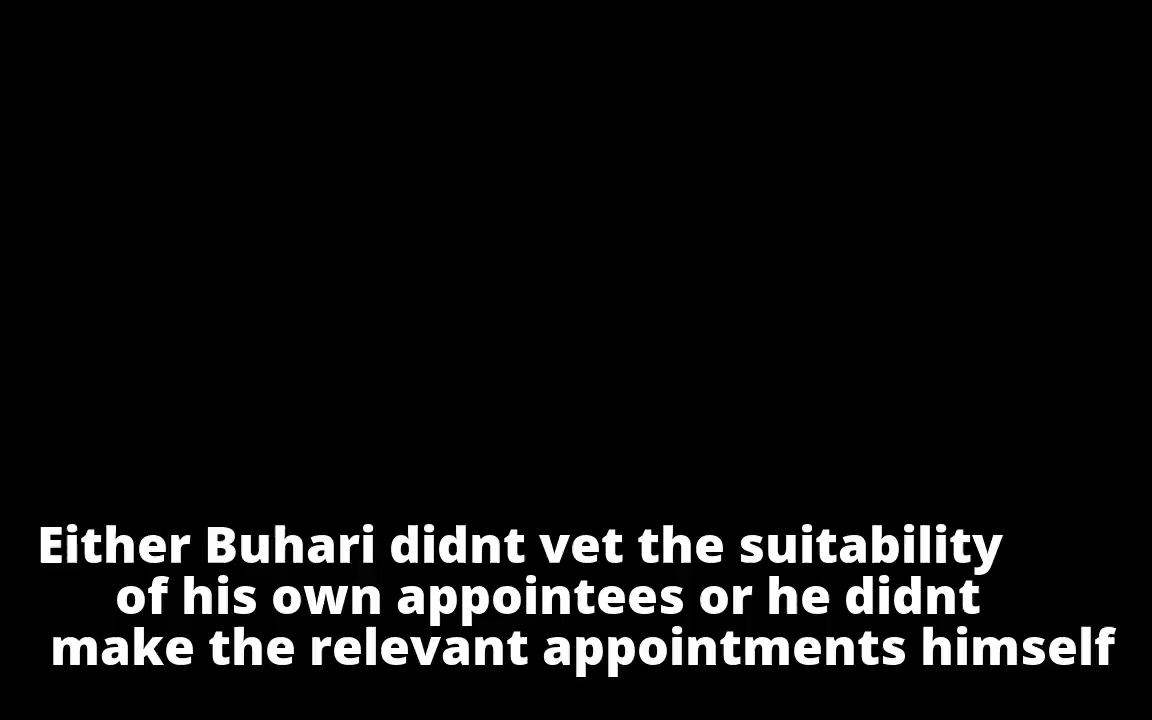 Either Buhari didnt vet the suitability
of his own appointees or he didnt
make the relevant appointments himself